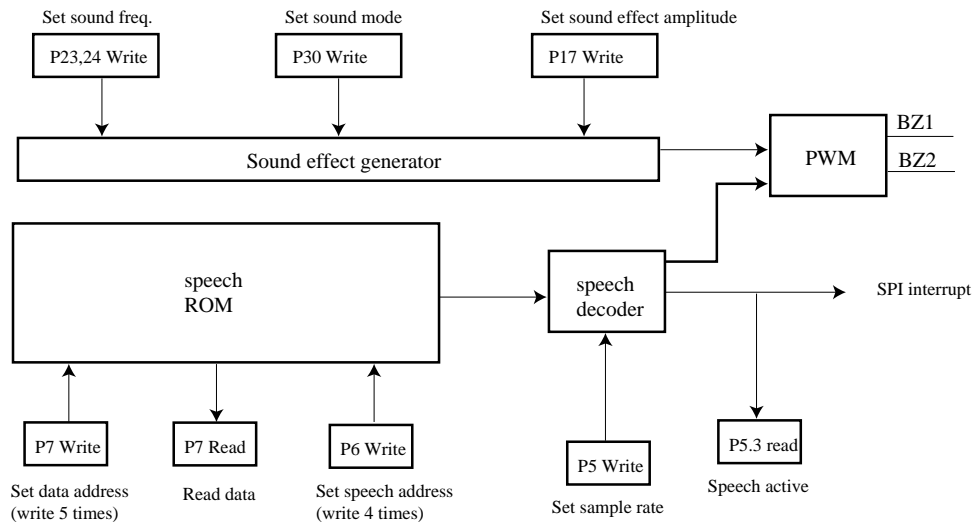 Set sound freq.
Set sound mode
Set sound effect amplitude
P23,24 Write
P30 Write
P17 Write
Sound effect generator
PWM
BZ1
BZ2
speech
ROM
speech
decoder
SPI interrupt
P7 Write
P7 Read
P6 Write
P5 Write
P5.3 read
Set data address
(write 5 times)
Read data
Set speech address
(write 4 times)
Set sample rate
Speech active